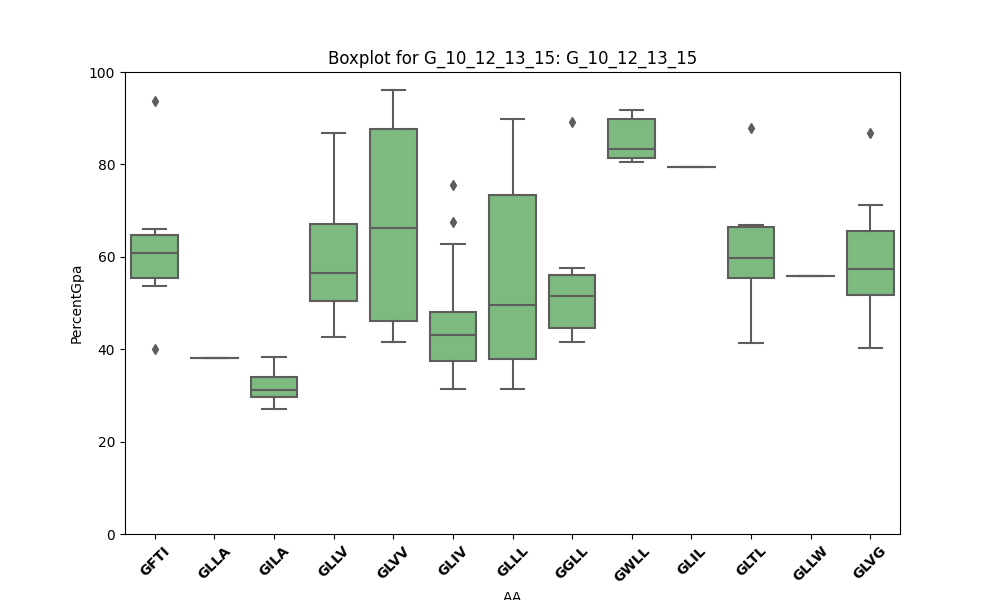 Boxplot for G_10_12_13_15: G_10_12_13_15
PercentGpa
100
80
60
40
20
0
GFTI
GLLA
GILA
GLLV
GLVV
GLIV
GLLL
GGLL
GWLL
GLIL
GLTL
GLLW
GLVG
AA